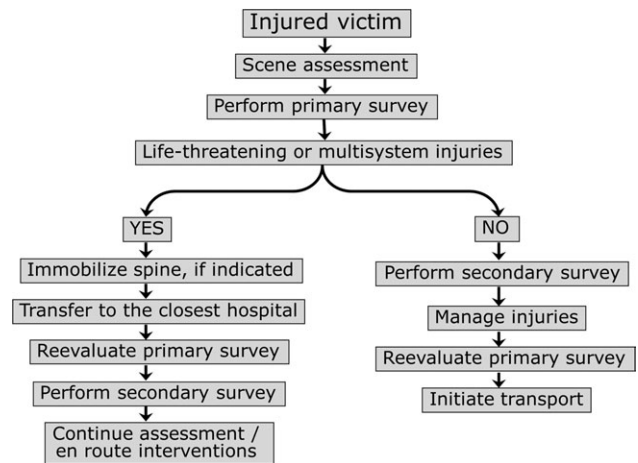 Injured victim
Scene assessment
Perform primary survey
Life-threatening or multisystem injuries
YES
Immobilize spine, if indicated
Transfer to the closest hospital
Reevaluate primary survey
Perform secondary survey
Continue assessment /
en route interventions
NO
Perform secondary survey
Manage injuries
Reevaluate primary survey
Initiate transport